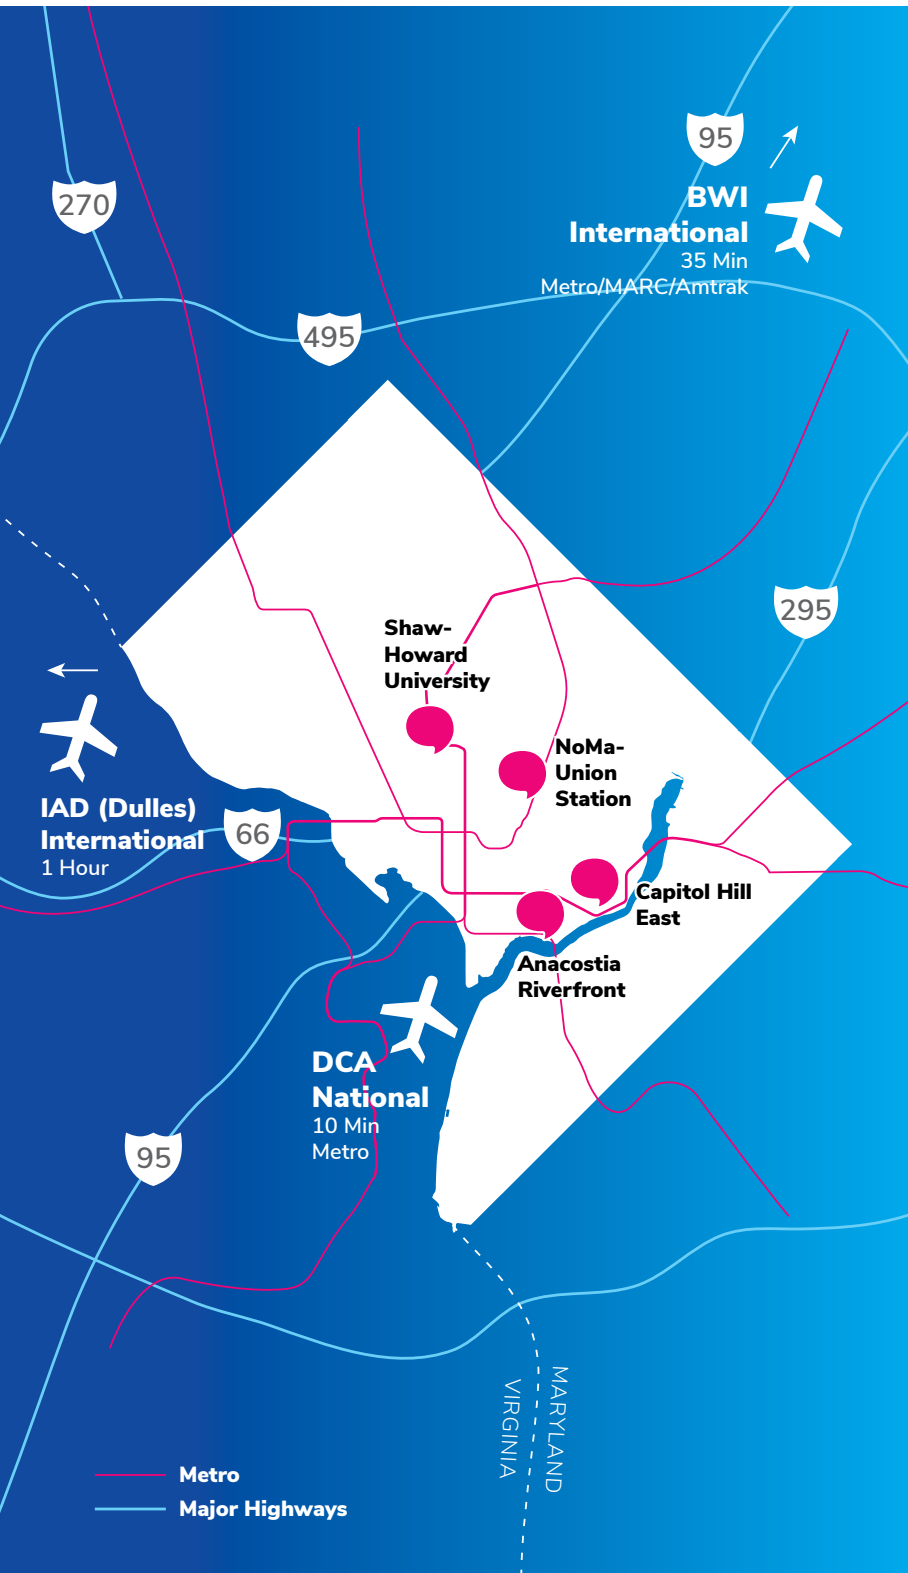 95
270
BWI
International
35 Min
Metro/MARC/Amtrak
495
295
Shaw-
Howard
University
NoMa-
Union
Station
IAD (Dulles)
International
1 Hour
66
Capitol Hill
East
Anacostia
Riverfront
DCA
National
10 Min
Metro
95
MARYLAND
VIRGINIA
Metro
Major Highways